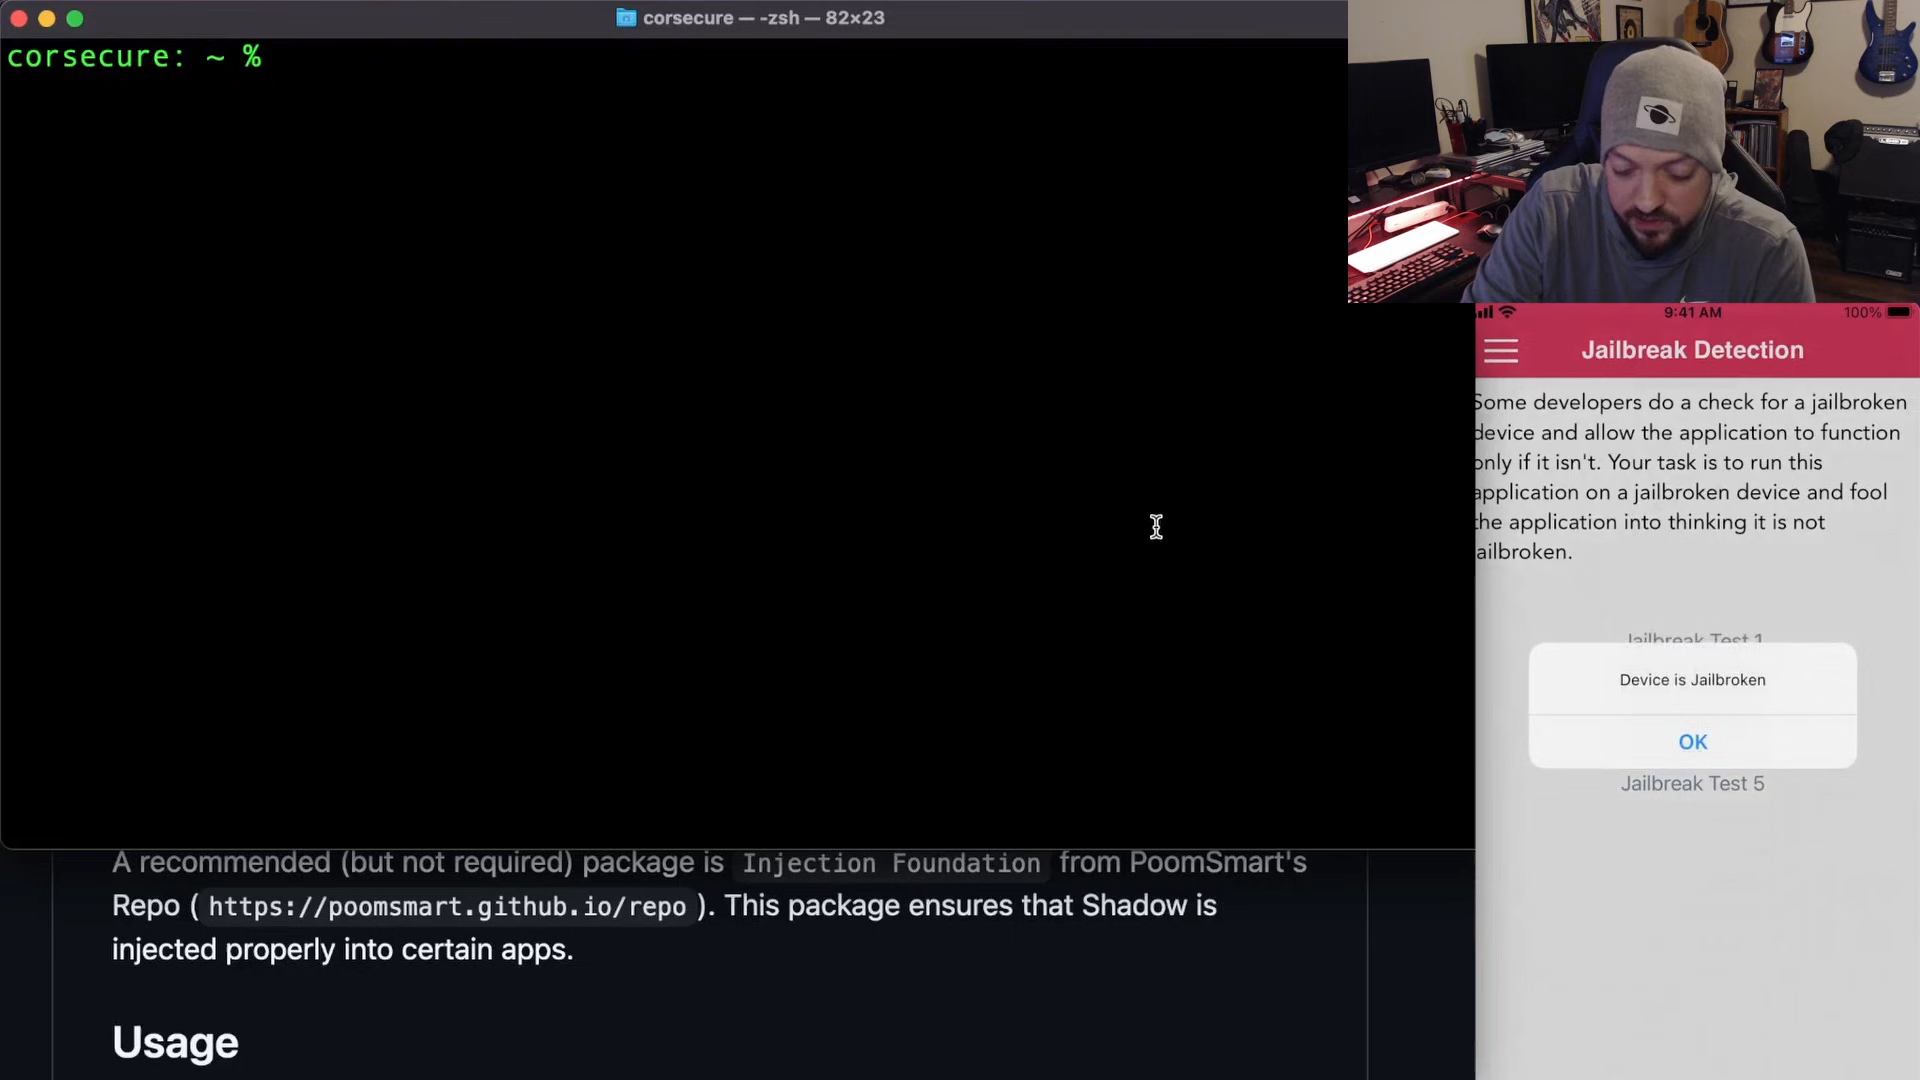 corsecure — -zsh — 82×23
corsecure: ~ %
9:41 AM
100%
Jailbreak Detection
Some developers do a check for a jailbroken
device and allow the application to function
only if it isn't. Your task is to run this
application on a jailbroken device and fool
the application into thinking it is not
jailbroken.
Jailbreak Test 1
Device is Jailbroken
OK
Jailbreak Test 5
A recommended (but not required) package is Injection Foundation from PoomSmart's
Repo ( https://poomsmart.github.io/repo ). This package ensures that Shadow is
injected properly into certain apps.
Usage